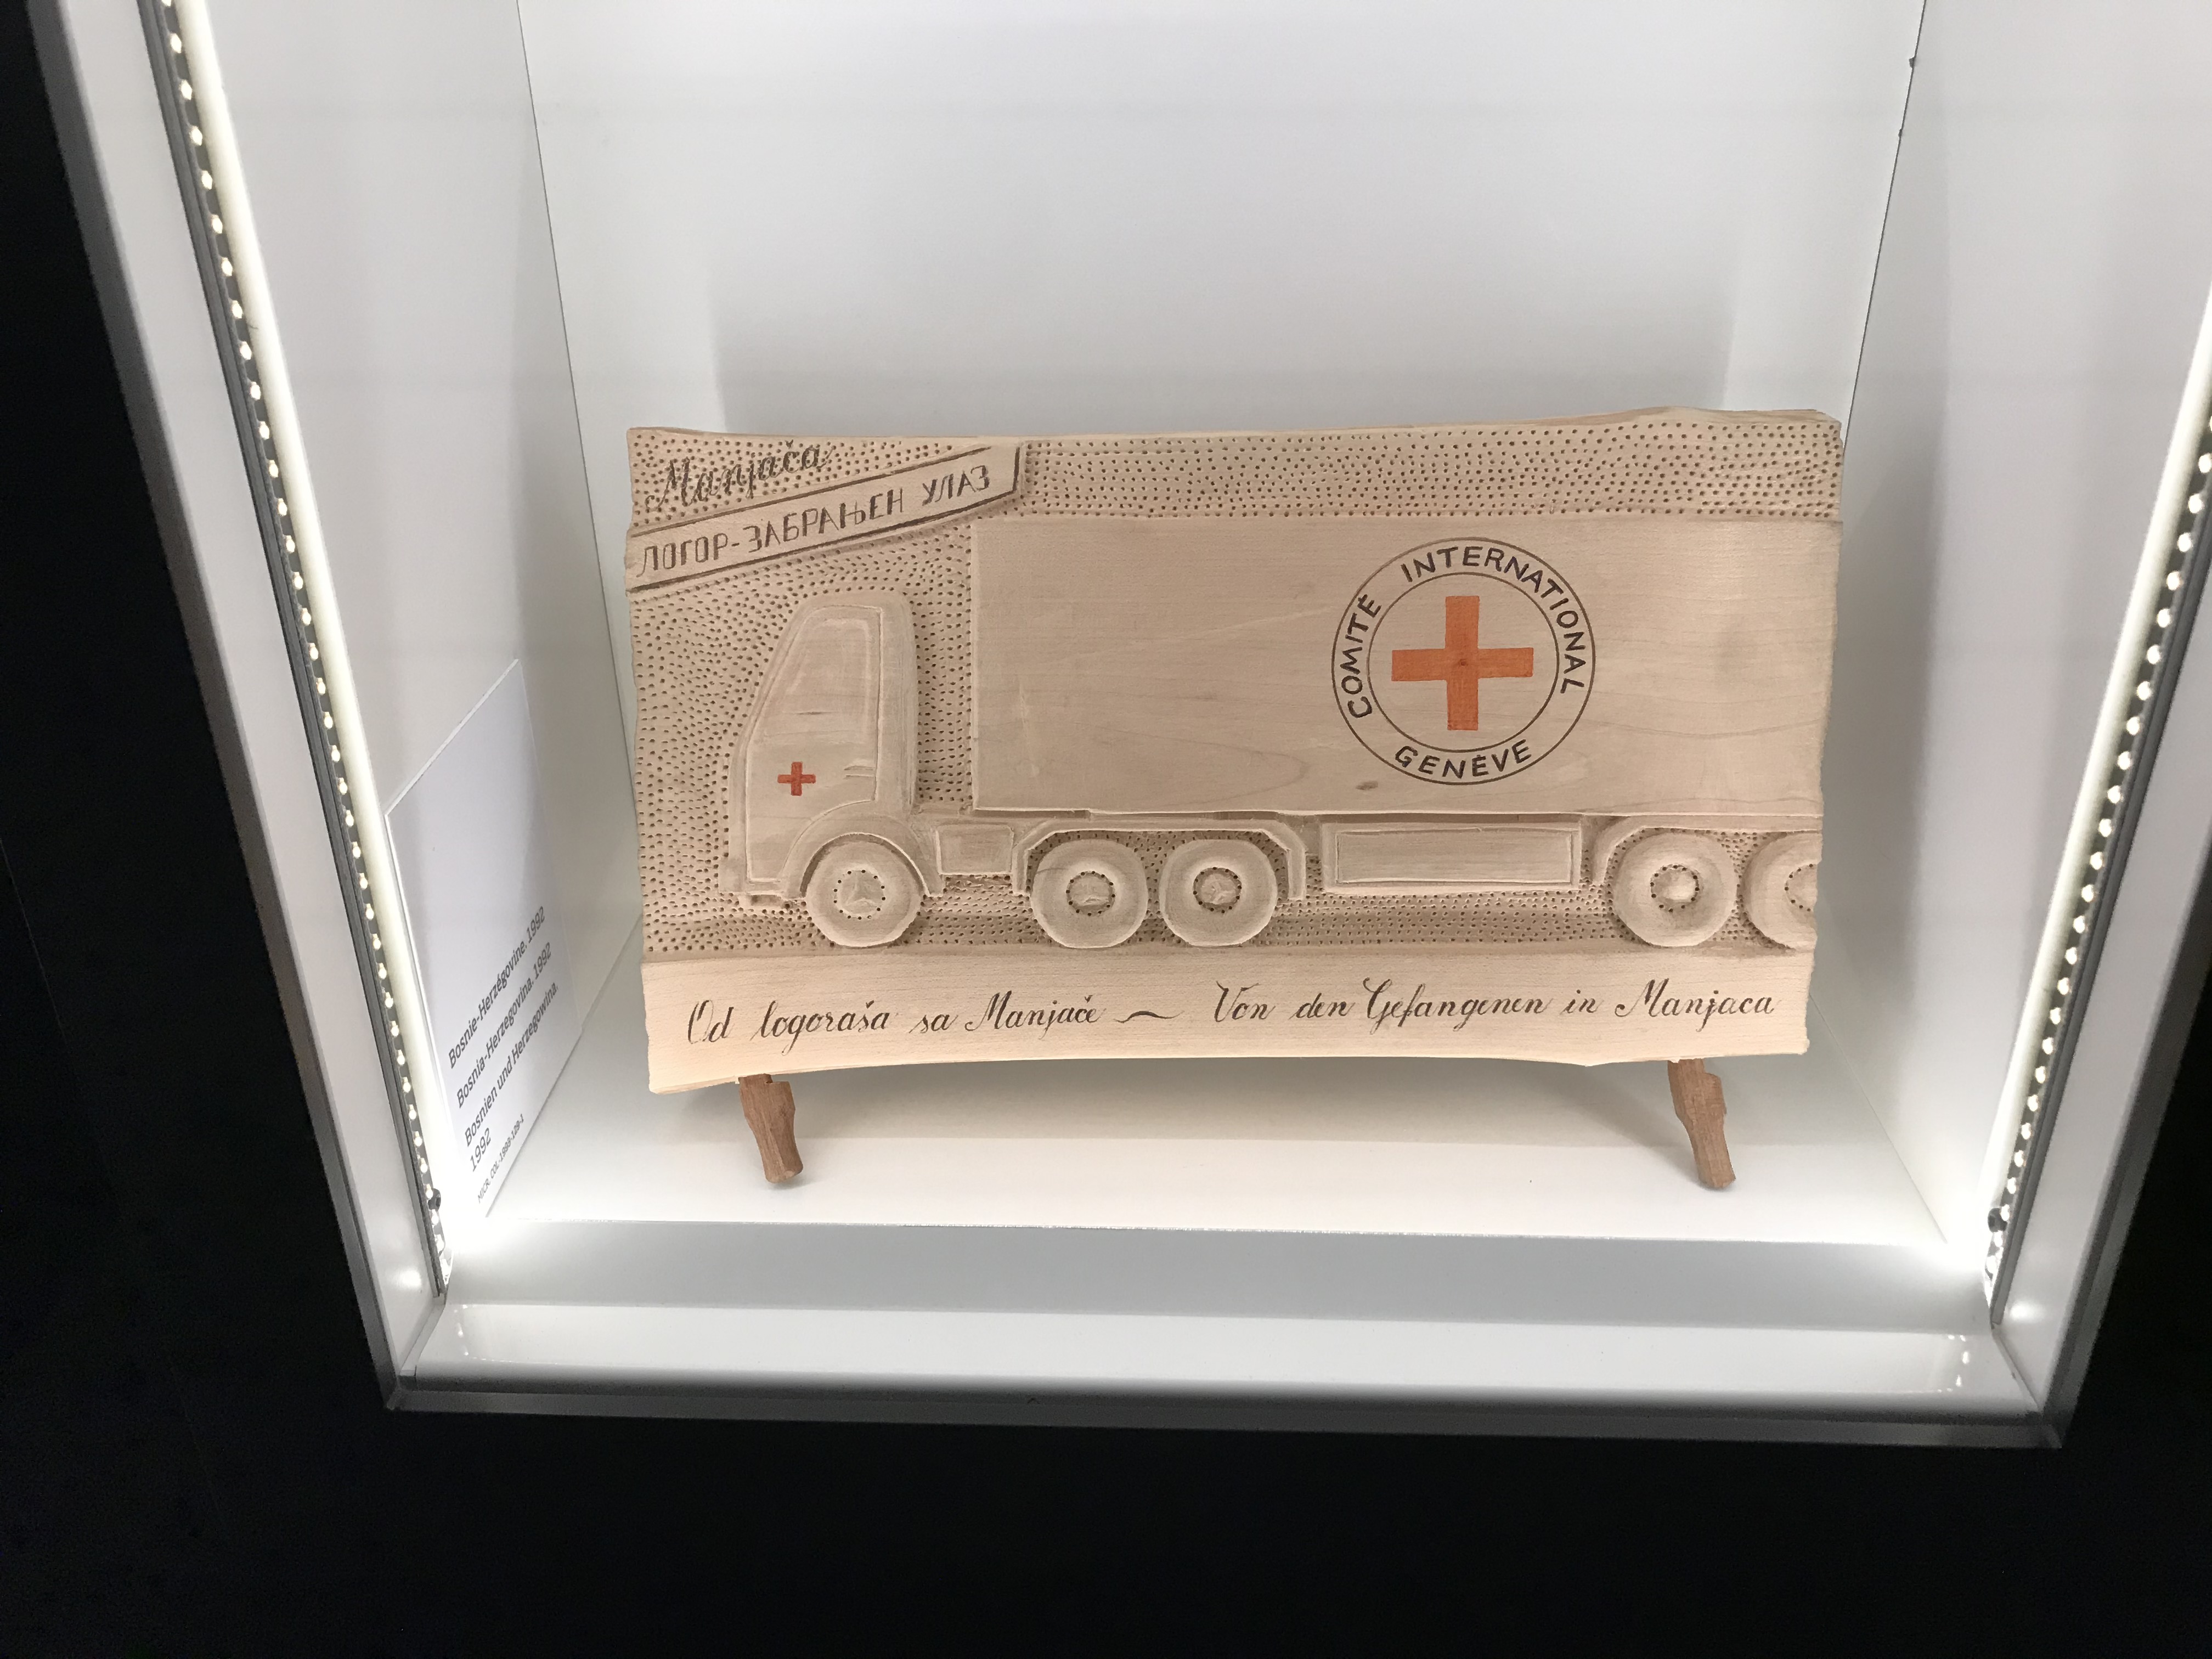 Manjača
ЛОГОР-ЗАБРАЊЕН УЛАЗ
COMITÉ INTERNATIONAL
GENÈVE
Od logoraša sa Manjače ~ Von den Gefangenen in Manjaca
Bosnie-Herzégovine. 1992
Bosnia-Herzegovina. 1992
Bosnien und Herzegowina.
1992